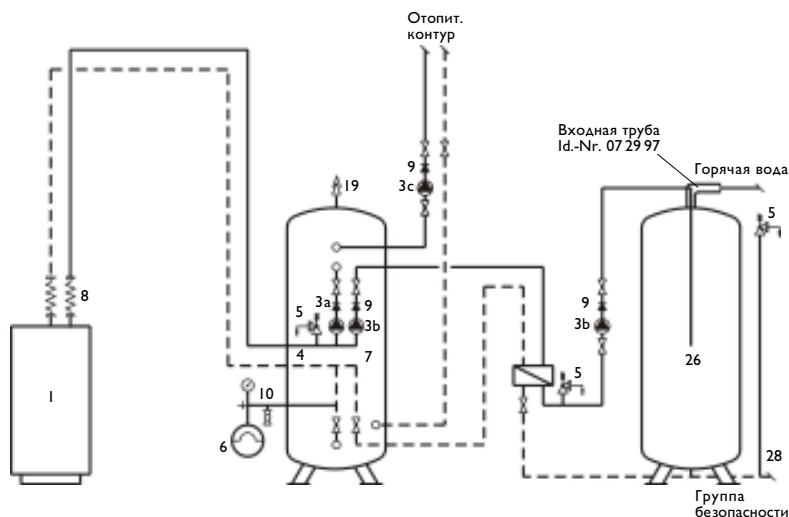 Отопит.
контур
Входная труба
Id.-Nr. 07 29 97
Горячая вода
9
3c
19
5
8
3a
9
5
3b
9
3b
4
7
5
26
1
10
6
28
Группа
безопасности